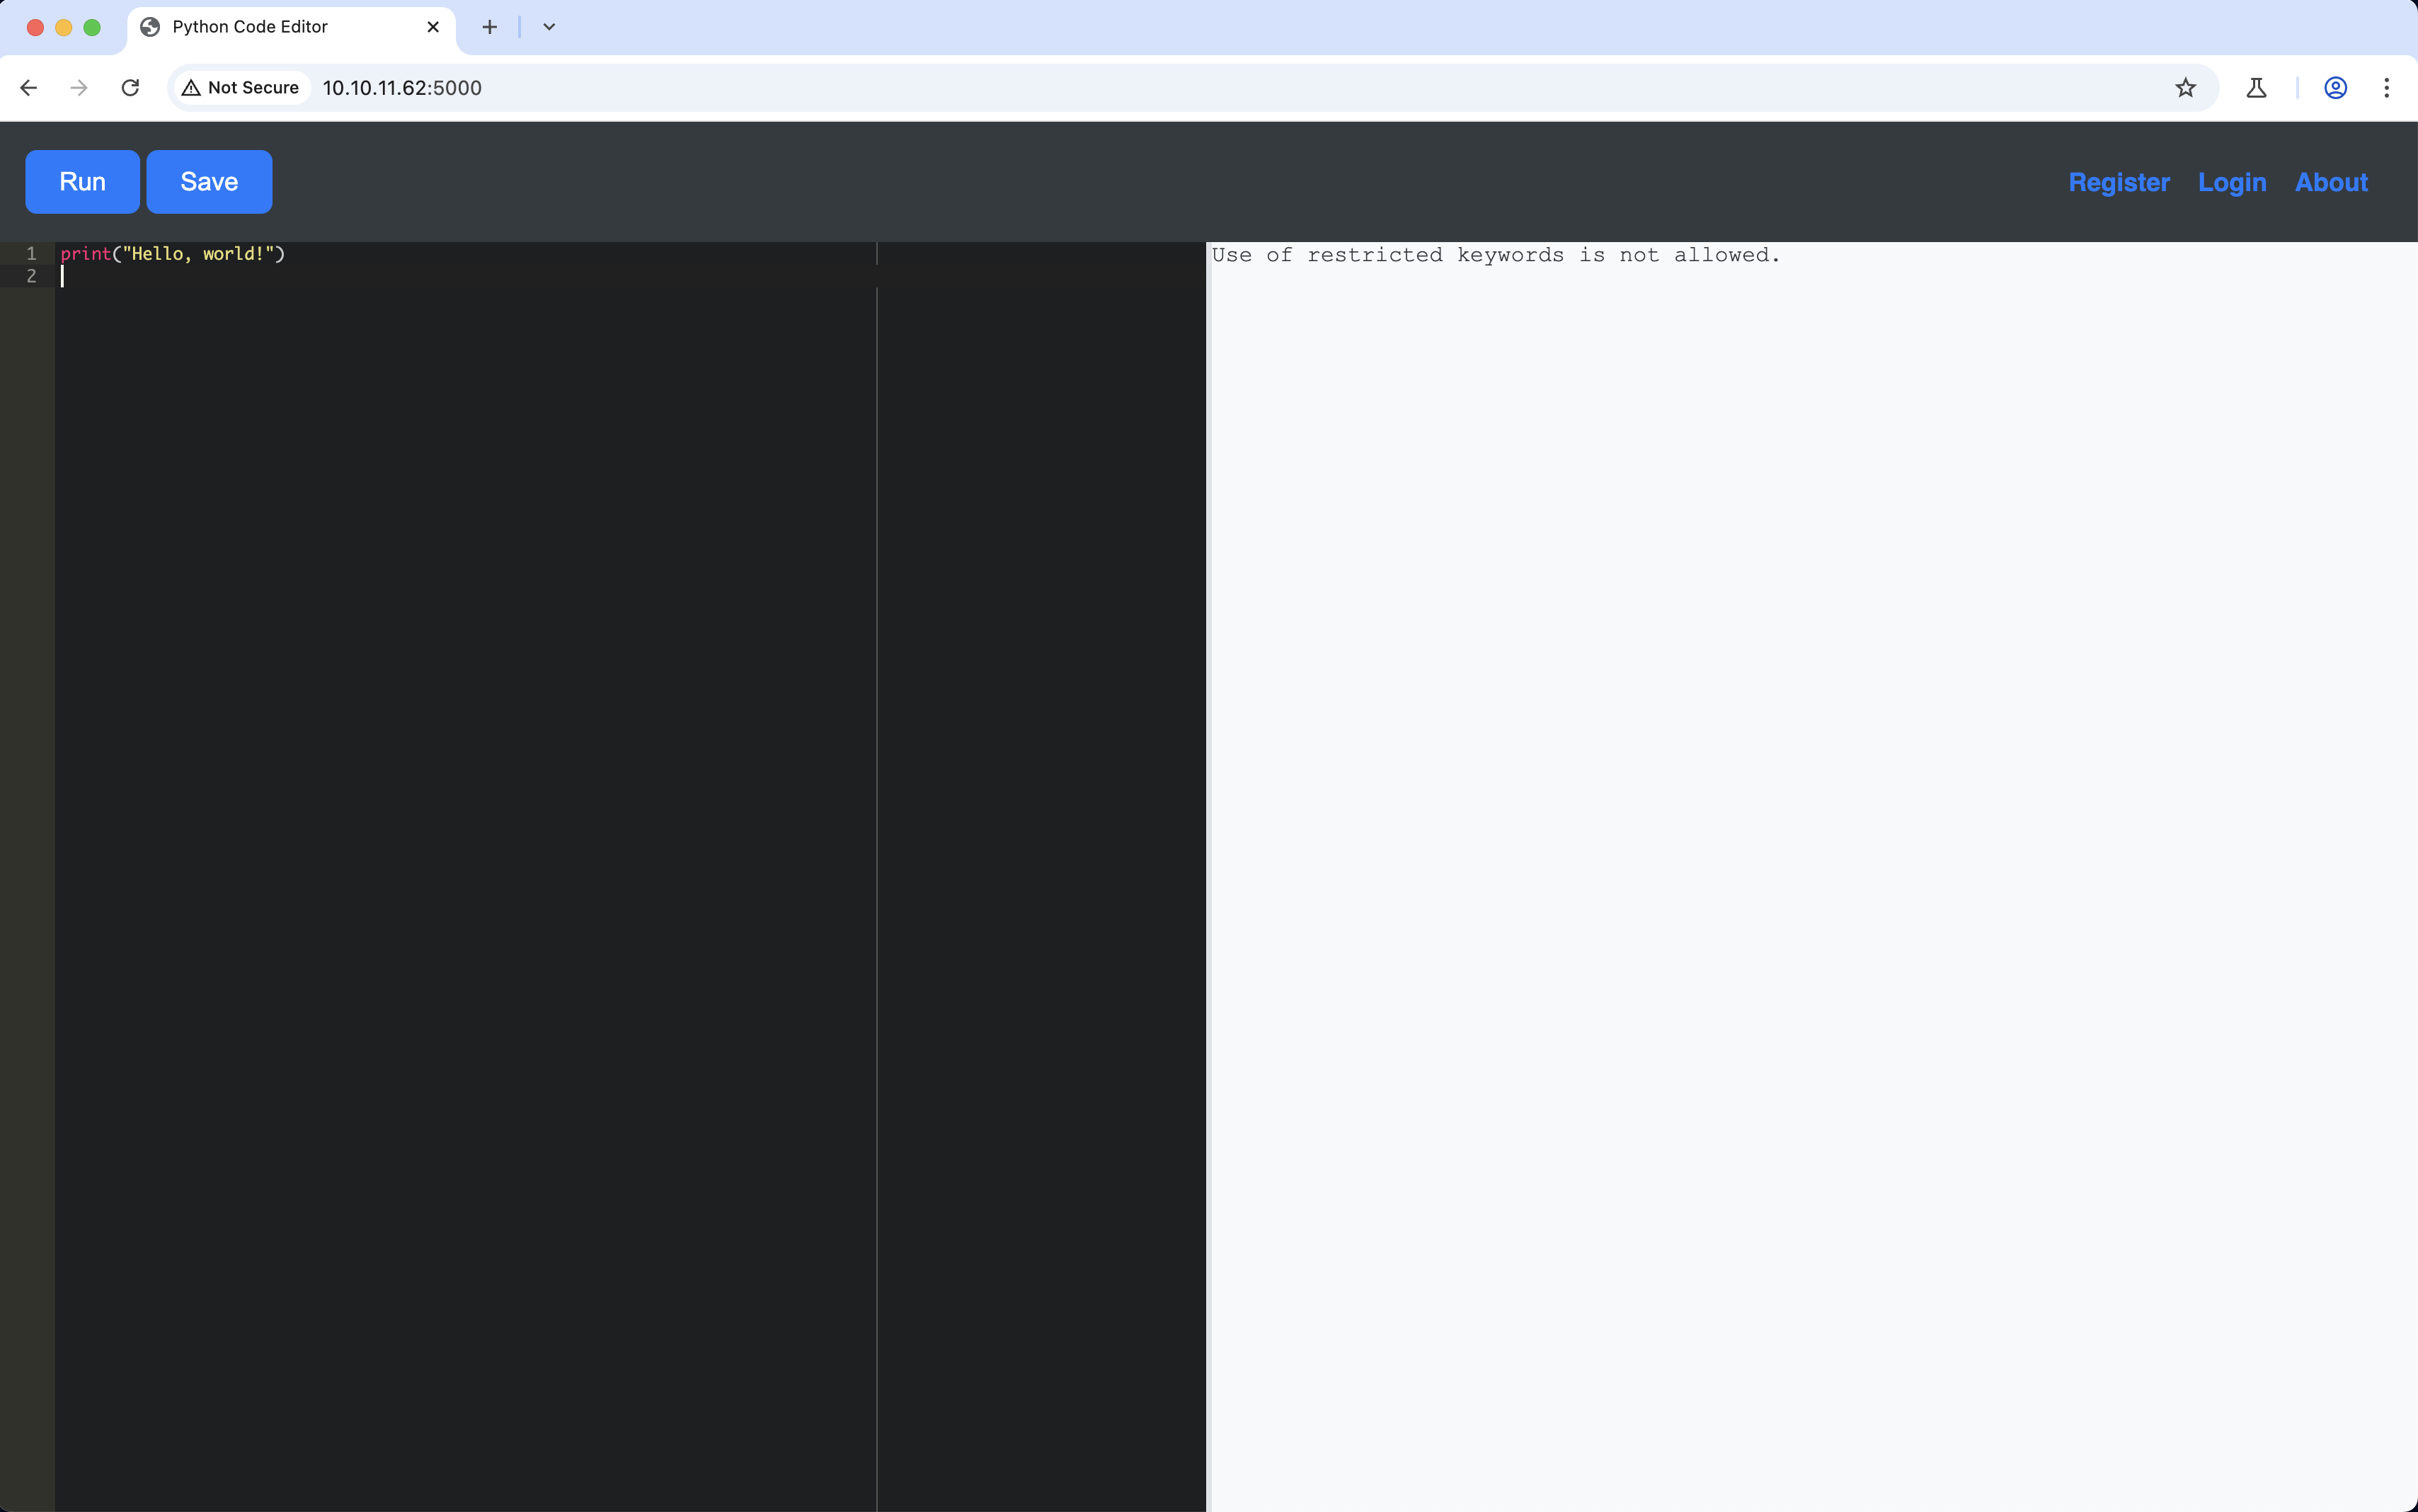 Python Code Editor
Not Secure
10.10.11.62:5000
Run
Save
Register
Login
About
1
print("Hello, world!")
2
Use of restricted keywords is not allowed.